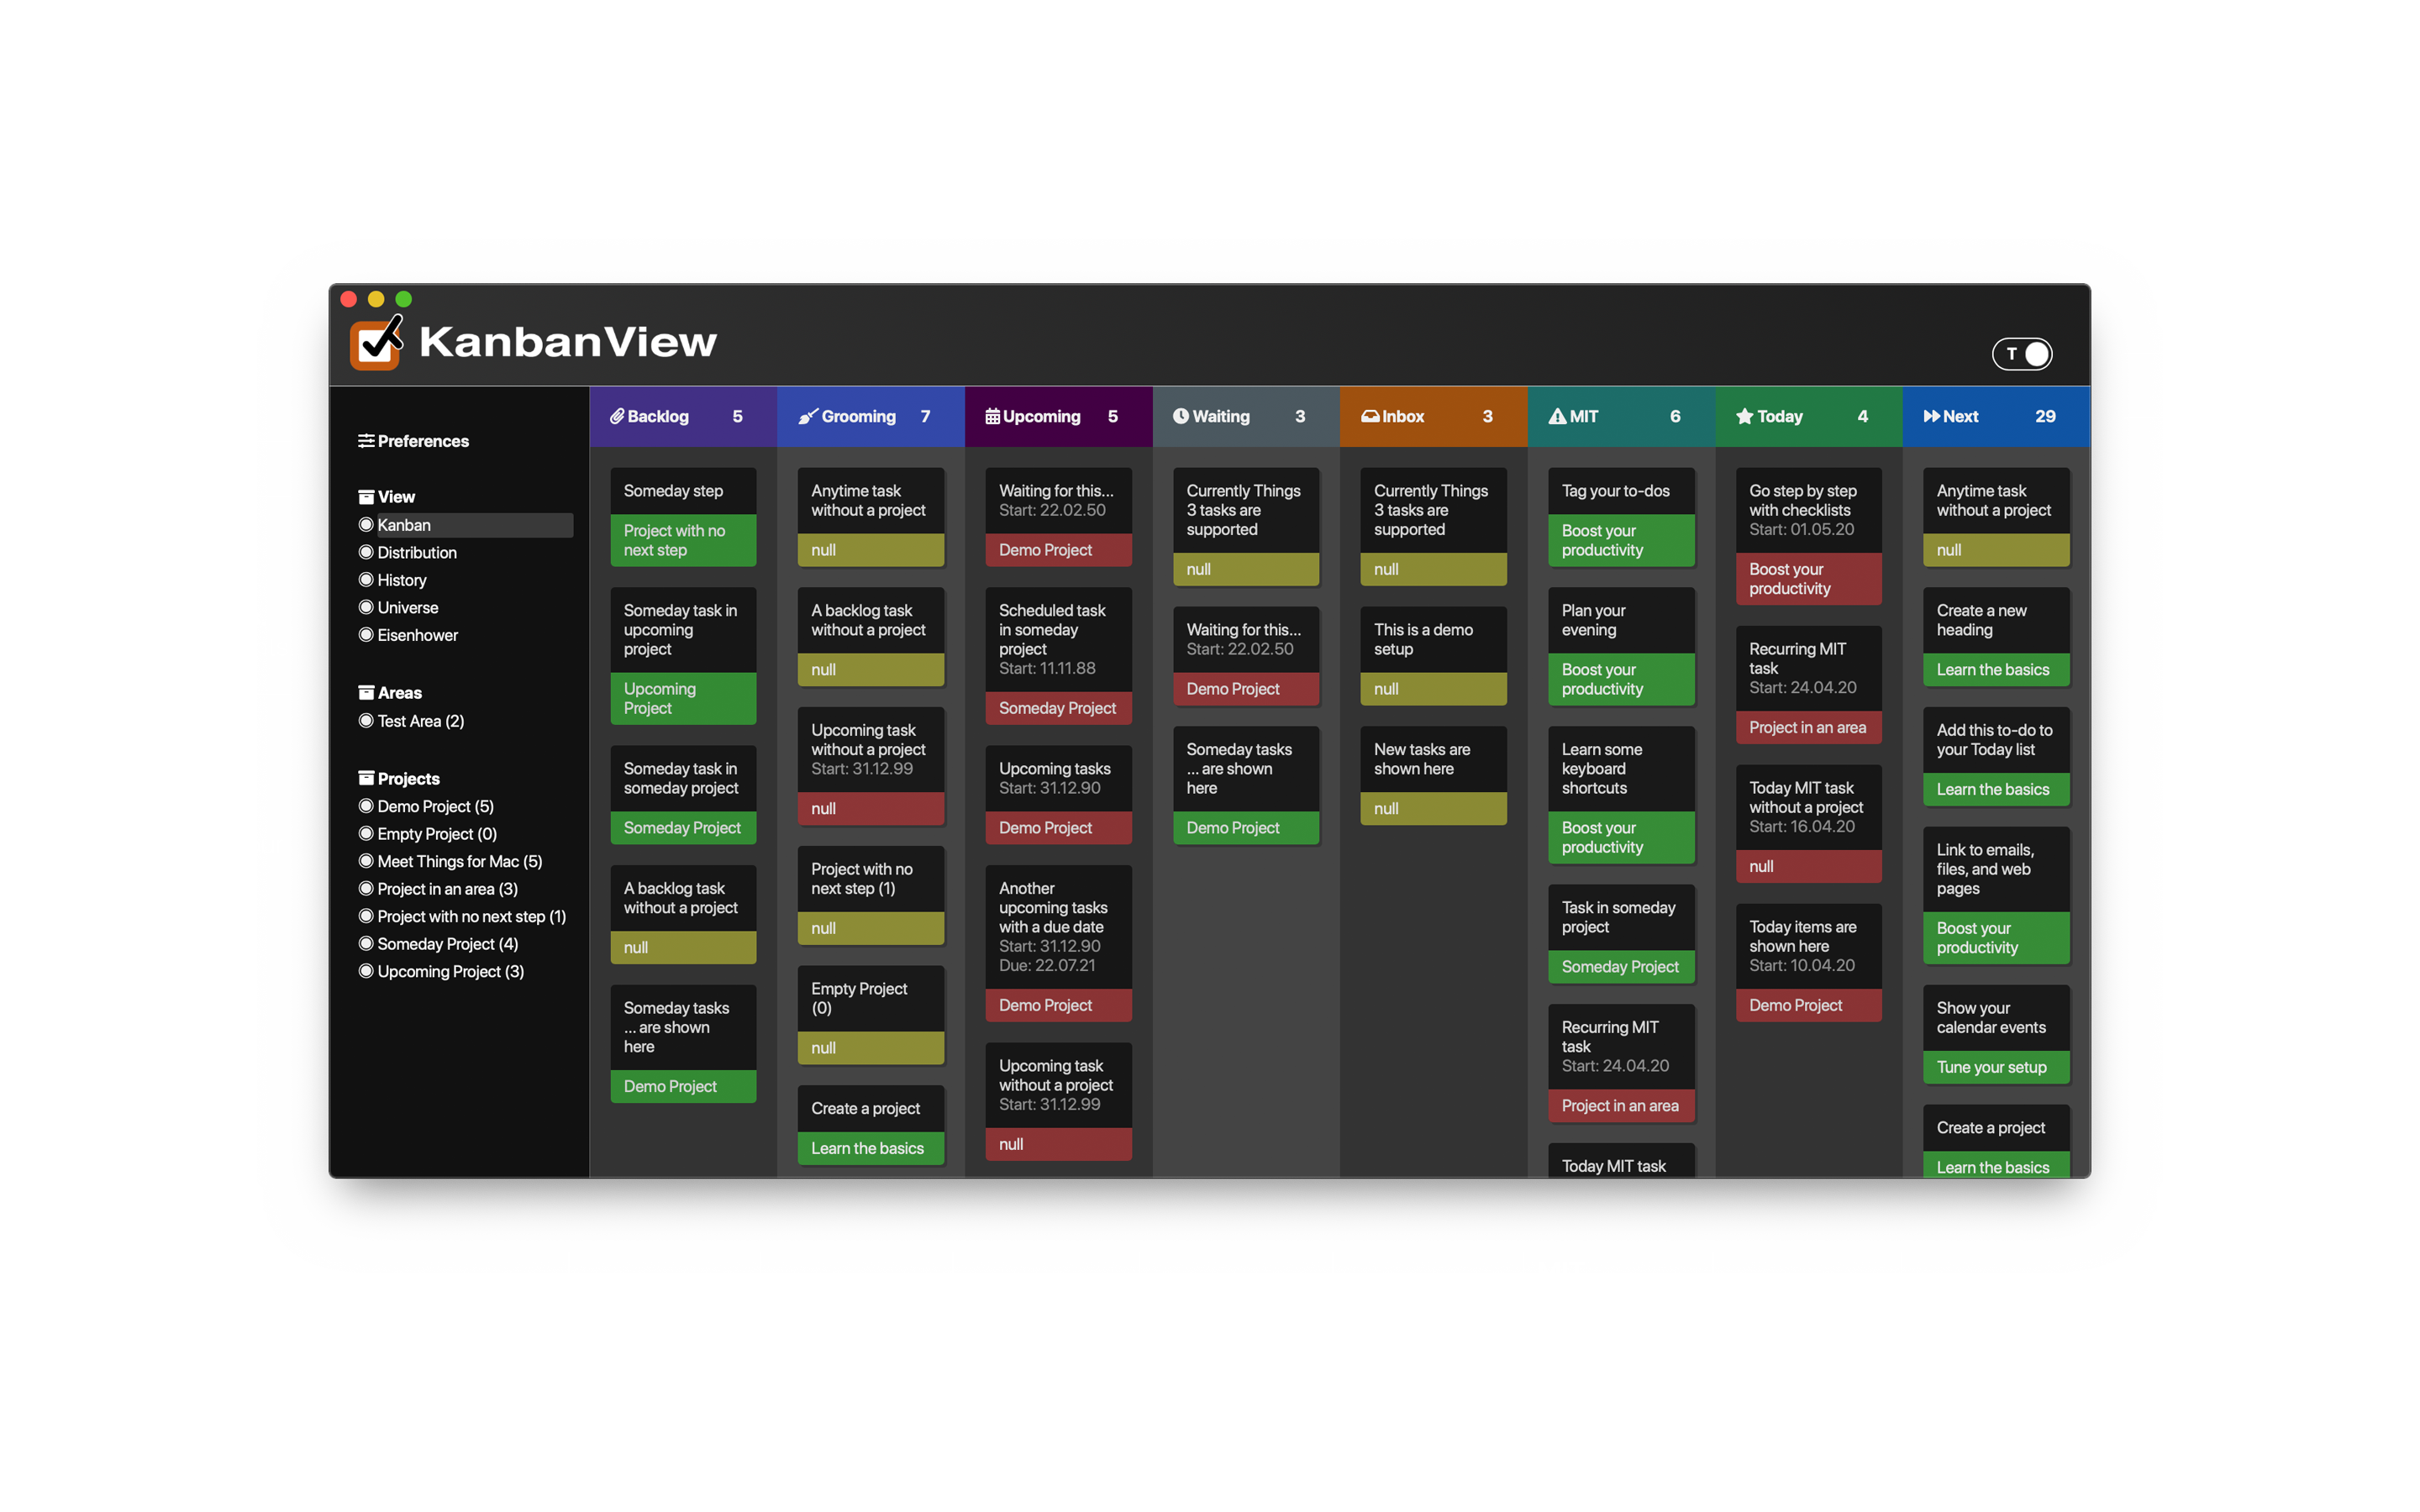 KanbanView
T
Preferences
View
Kanban
Distribution
History
Universe
Eisenhower
Areas
Test Area (2)
Projects
Demo Project (5)
Empty Project (0)
Meet Things for Mac (5)
Project in an area (3)
Project with no next step (1)
Someday Project (4)
Upcoming Project (3)
Backlog 5
Someday step
Project with no
next step
Someday task in
upcoming
project
Upcoming
Project
Someday task in
someday project
Someday Project
A backlog task
without a project
null
Someday tasks
... are shown
here
Demo Project
Grooming 7
Anytime task
without a project
null
A backlog task
without a project
null
Upcoming task
without a project
Start: 31.12.99
null
Project with no
next step (1)
null
Empty Project
(0)
null
Create a project
Learn the basics
Upcoming 5
Waiting for this...
Start: 22.02.50
Demo Project
Scheduled task
in someday
project
Start: 11.11.88
Someday Project
Upcoming tasks
Start: 31.12.90
Demo Project
Another
upcoming tasks
with a due date
Start: 31.12.90
Due: 22.07.21
Demo Project
Upcoming task
without a project
Start: 31.12.99
null
Waiting 3
Currently Things
3 tasks are
supported
null
Waiting for this...
Start: 22.02.50
Demo Project
Someday tasks
... are shown
here
Demo Project
Inbox 3
Currently Things
3 tasks are
supported
null
This is a demo
setup
null
New tasks are
shown here
null
MIT 6
Tag your to-dos
Boost your
productivity
Plan your
evening
Boost your
productivity
Learn some
keyboard
shortcuts
Boost your
productivity
Task in someday
project
Someday Project
Recurring MIT
task
Start: 24.04.20
Project in an area
Today MIT task
Today 4
Go step by step
with checklists
Start: 01.05.20
Boost your
productivity
Recurring MIT
task
Start: 24.04.20
Project in an area
Today MIT task
without a project
Start: 16.04.20
null
Today items are
shown here
Start: 10.04.20
Demo Project
Next 29
Anytime task
without a project
null
Create a new
heading
Learn the basics
Add this to-do to
your Today list
Learn the basics
Link to emails,
files, and web
pages
Boost your
productivity
Show your
calendar events
Tune your setup
Create a project
Learn the basics